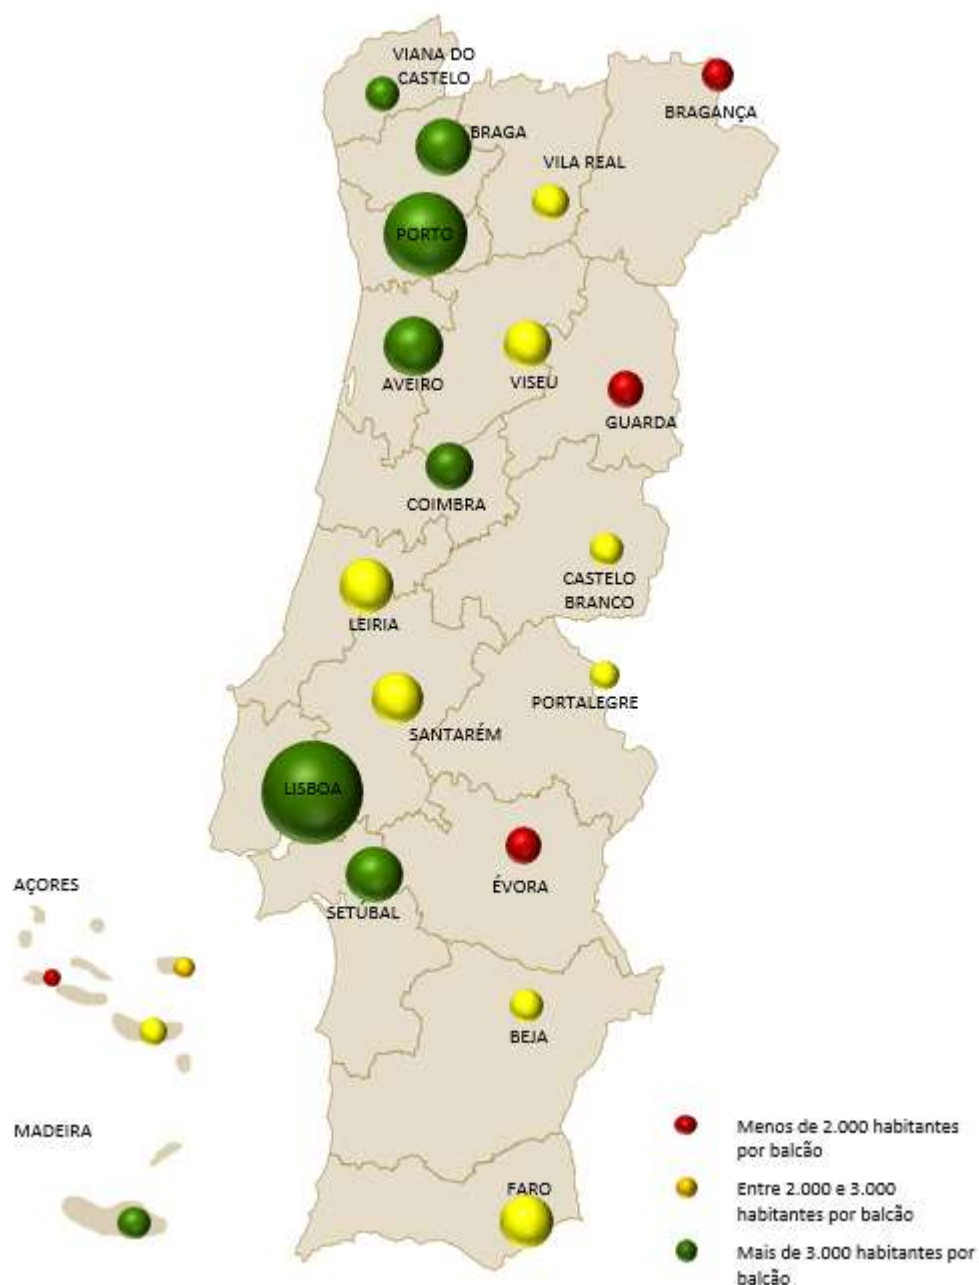 VIANA DO
CASTELO
BRAGANÇA
BRAGA
VILA REAL
PORTO
AVEIRO
VISEU
GUARDA
COIMBRA
CASTELO
BRANCO
LEIRIA
PORTALEGRE
SANTARÉM
LISBOA
AÇORES
ÉVORA
SETÚBAL
BEJA
MADEIRA
FARO
Menos de 2.000 habitantes
por balcão
Entre 2.000 e 3.000
habitantes por balcão
Mais de 3.000 habitantes por
balcão